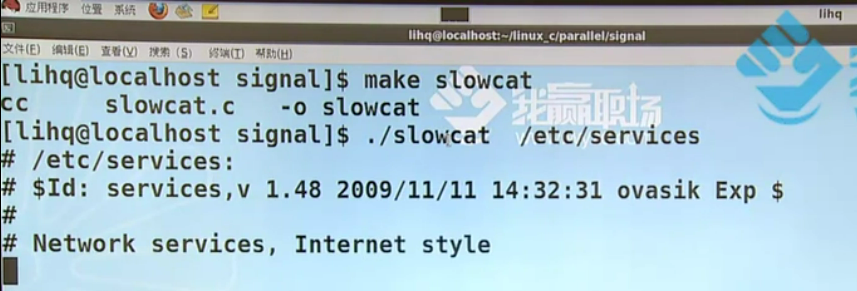 应用程序 位置 系统
lihq
lihq@localhost:~/linux_c/parallel/signal
文件(F) 编辑(E) 查看(V) 搜索(S) 终端(T) 帮助(H)
[lihq@localhost signal]$ make slowcat
cc     slowcat.c   -o slowcat
[lihq@localhost signal]$ ./slowcat  /etc/services
# /etc/services:
# $Id: services,v 1.48 2009/11/11 14:32:31 ovasik Exp $
#
# Network services, Internet style
我赢职场